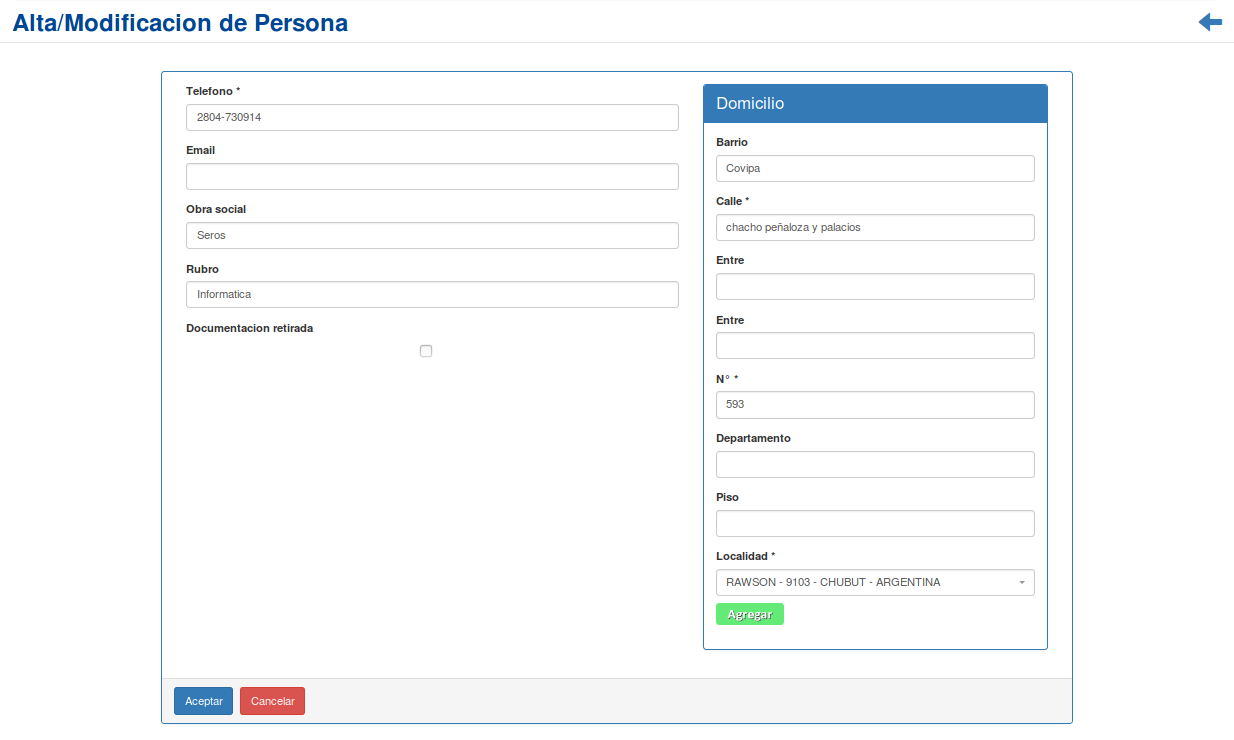 Alta/Modificacion de Persona
Telefono *
2804-730914
Email
Obra social
Seros
Rubro
Informatica
Documentacion retirada
Domicilio
Barrio
Covipa
Calle *
chacho peñaloza y palacios
Entre
Entre
N° *
593
Departamento
Piso
Localidad *
RAWSON - 9103 - CHUBUT - ARGENTINA
Agregar
Aceptar
Cancelar